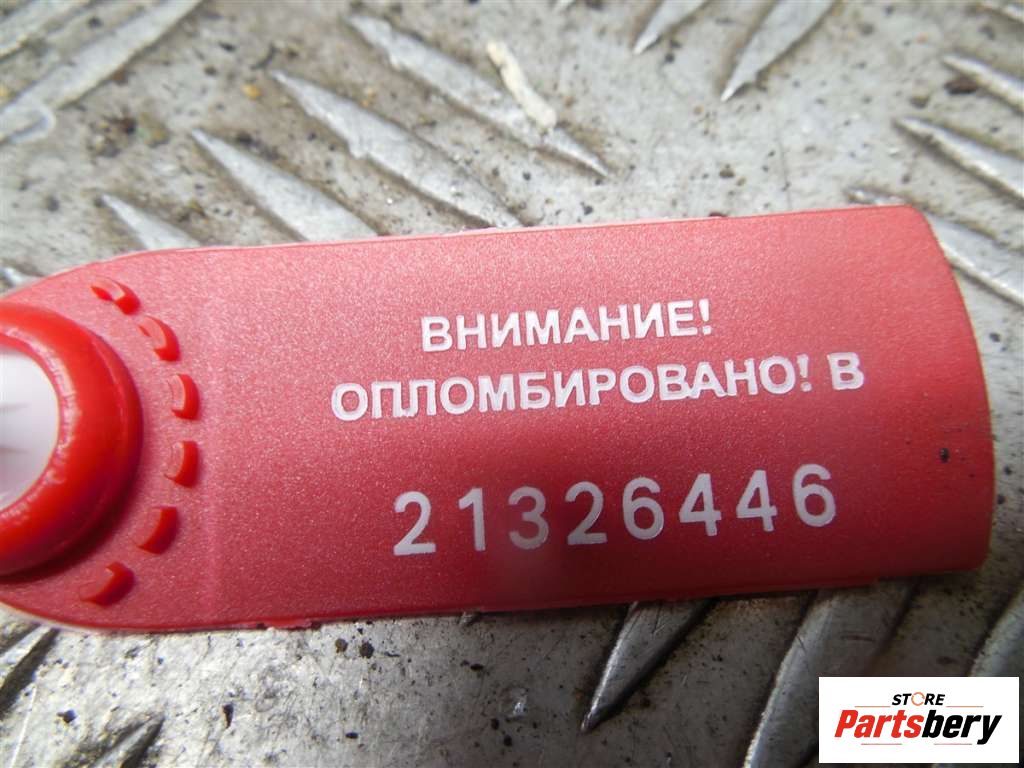 ВНИМАНИЕ!
ОПЛОМБИРОВАНО! В
21326446
STORE
Partsbery